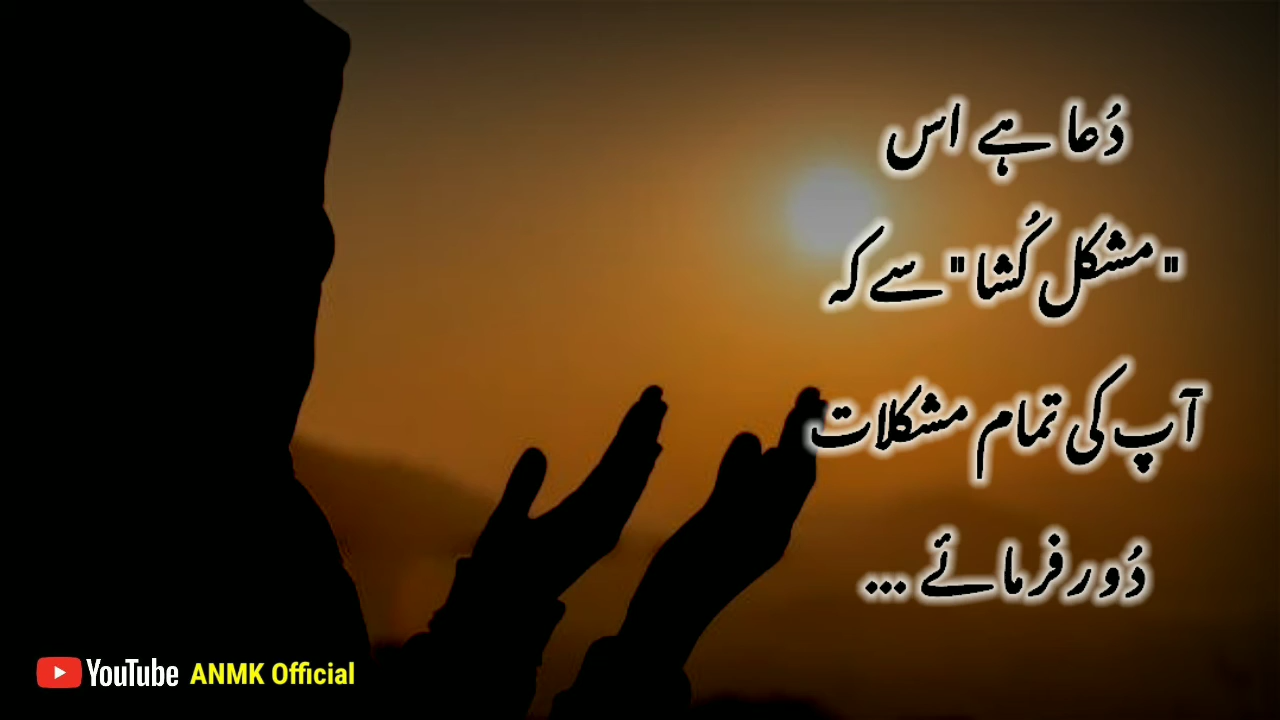 دُعا ہے اس
"مشکل کُشا" سے کہ
آپ کی تمام مشکلات
دُور فرمائے ...
YouTube ANMK Official